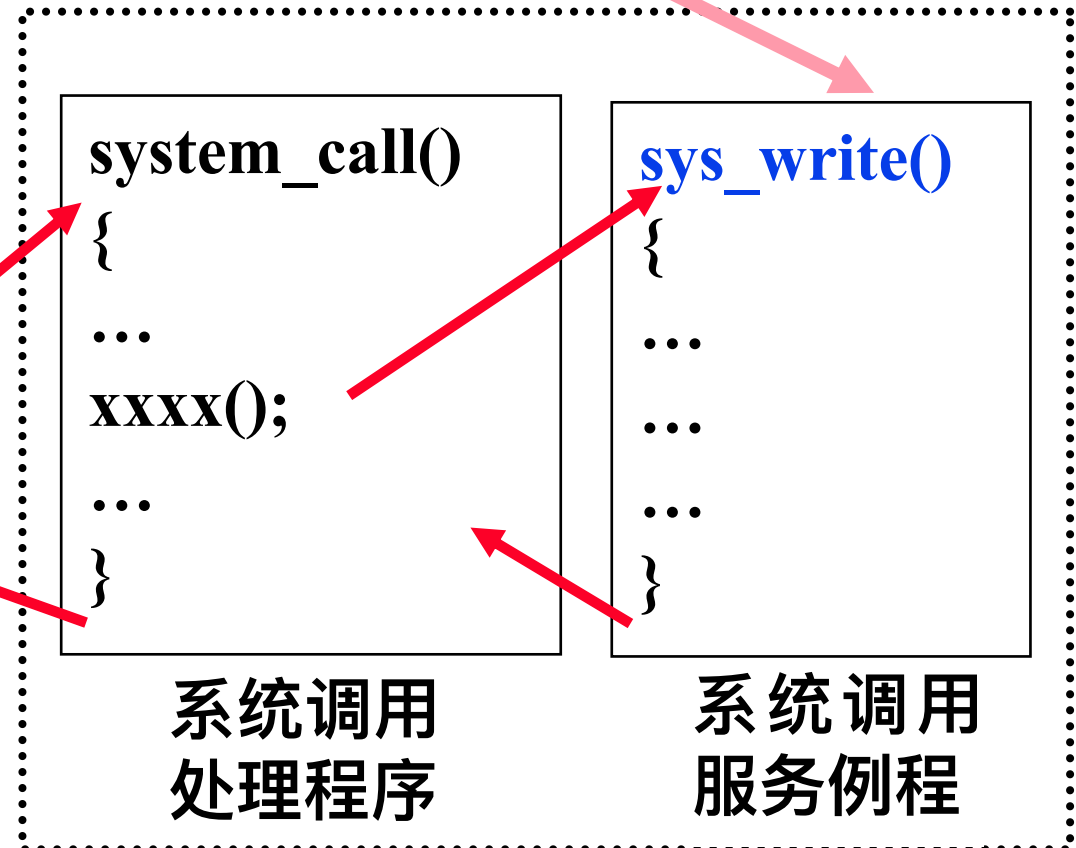 system_call()
{
...
xxxx();
...
}
系统调用
处理程序
sys_write()
{
...
...
...
}
系统调用
服务例程